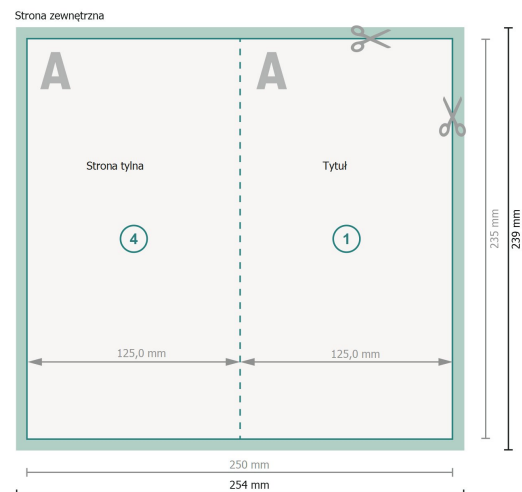 Strona zewnętrzna
A
A
Strona tylna
Tytuł
4
1
125,0 mm
125,0 mm
235 mm
239 mm
250 mm
254 mm